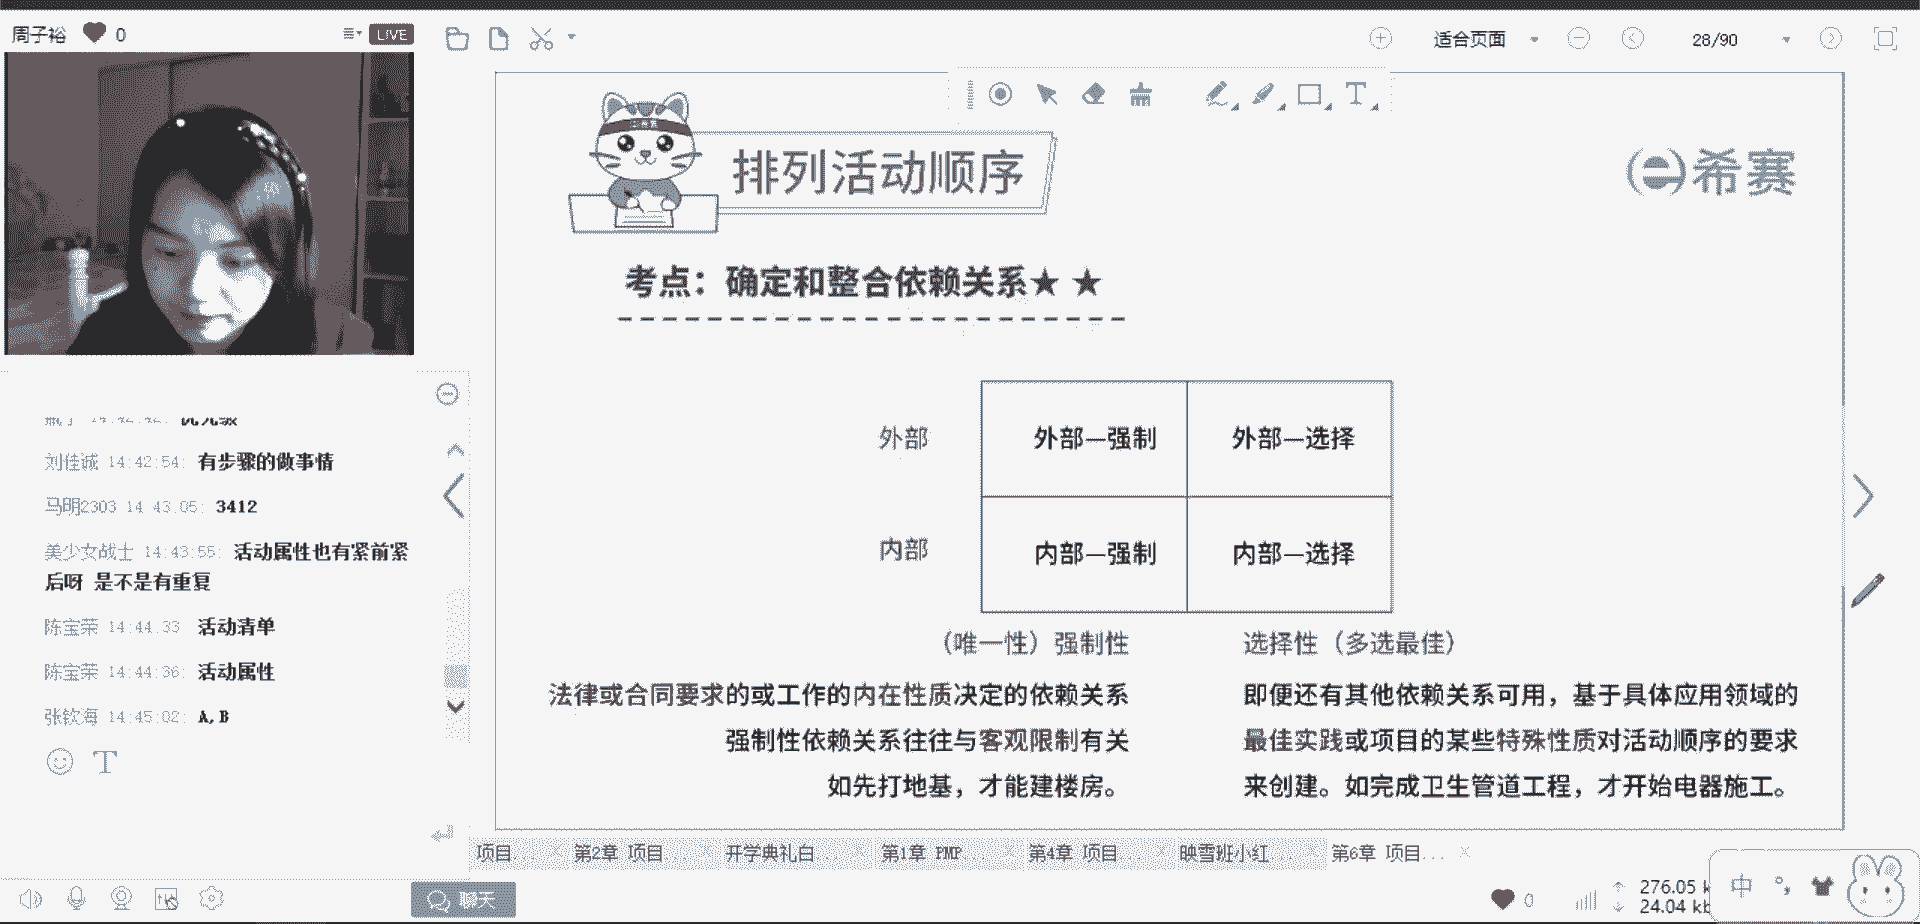 周子裕 0
LIVE
适合页面
28/90
排列活动顺序
希赛
考点：确定和整合依赖关系★ ★
外部
外部—强制
外部—选择
内部
内部—强制
内部—选择
（唯一性）强制性
选择性（多选最佳）
法律或合同要求的或工作的内在性质决定的依赖关系
强制性依赖关系往往与客观限制有关
如先打地基，才能建楼房。
即便还有其他依赖关系可用，基于具体应用领域的
最佳实践或项目的某些特殊性质对活动顺序的要求
来创建。如完成卫生管道工程，才开始电器施工。
刘佳诚 14:42:54: 有步骤的做事情
马明2303 14:43:05: 3412
美少女战士 14:43:55: 活动属性也有紧前紧
后呀 是不是有重复
陈宝荣 14:44:33 活动清单
陈宝荣 14:44:36: 活动属性
张钦海 14:45:02: A,B
项目...
第2章 项目...
开学典礼白...
第1章 PMP...
第4章 项目...
映雪班小红...
第6章 项目...
聊天
0
276.05 k
24.04 kb
中